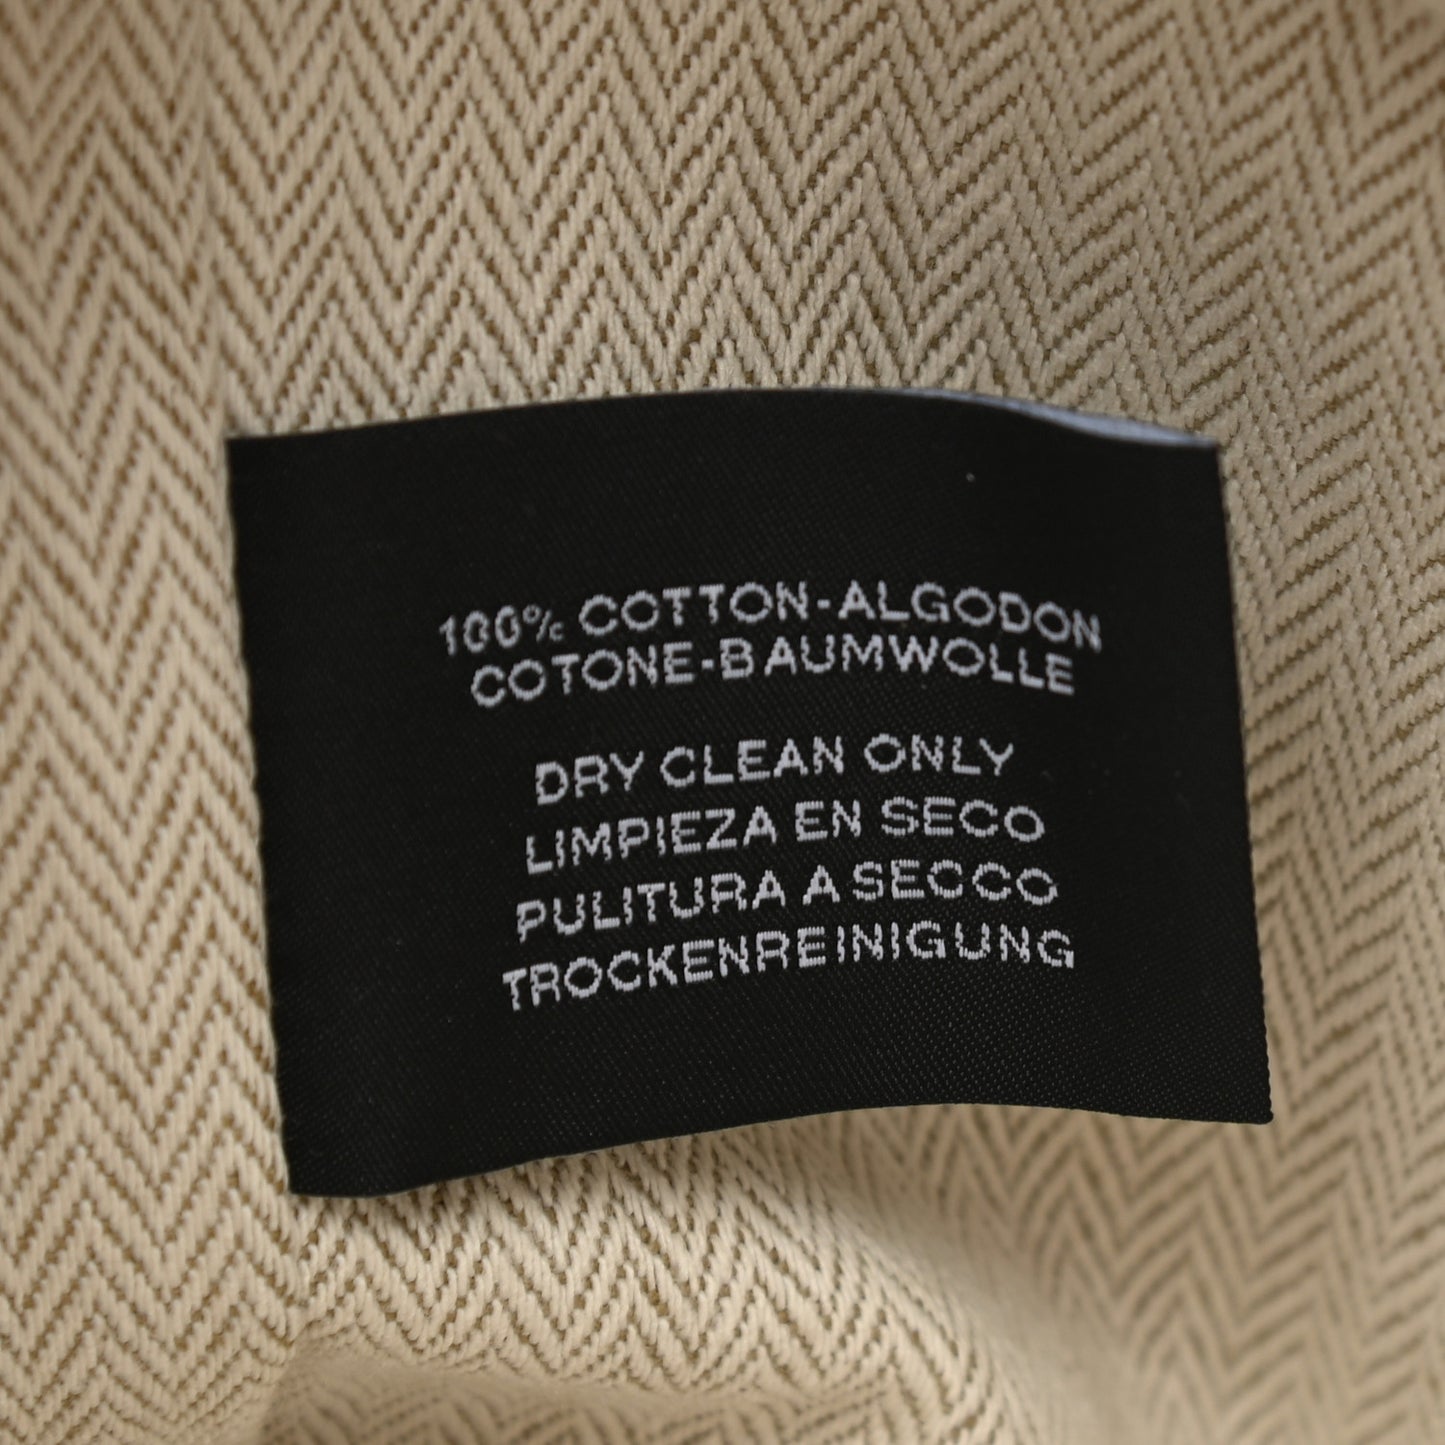 100% COTTON-ALGODON
COTONE-BAUMWOLLE
DRY CLEAN ONLY
LIMPIEZA EN SECO
PULITURA A SECCO
TROCKENREINIGUNG